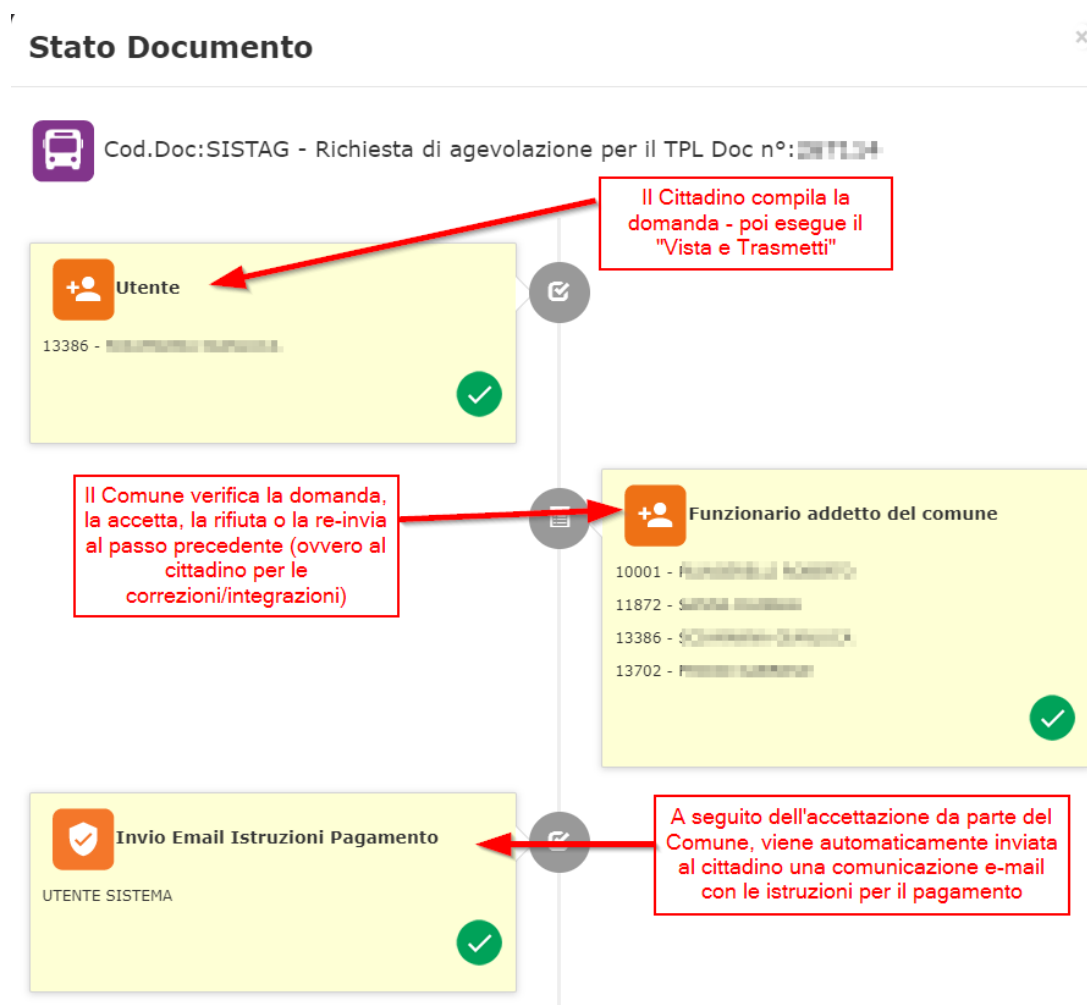 Stato Documento
Cod.Doc:SISTAG - Richiesta di agevolazione per il TPL Doc n°:
Il Cittadino compila la
domanda - poi esegue il
"Vista e Trasmetti"
Utente
13386 -
Il Comune verifica la domanda,
la accetta, la rifiuta o la re-invia
al passo precedente (ovvero al
cittadino per le
correzioni/integrazioni)
Funzionario addetto del comune
10001 -
11872 -
13386 -
13702 -
Invio Email Istruzioni Pagamento
UTENTE SISTEMA
A seguito dell'accettazione da parte del
Comune, viene automaticamente inviata
al cittadino una comunicazione e-mail
con le istruzioni per il pagamento